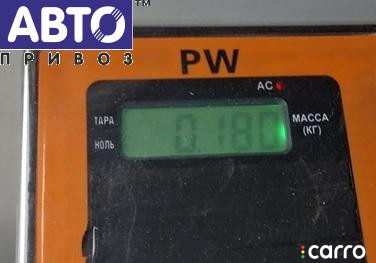 АВТО™
ПРИВОЗ
PW
AC
ТАРА
НОЛЬ
0.180
МАССА
(КГ)
carro